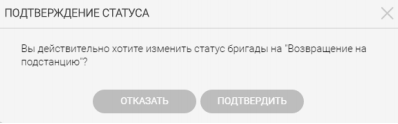 ПОДТВЕРЖДЕНИЕ СТАТУСА
Вы действительно хотите изменить статус бригады на "Возвращение на
подстанцию"?
ОТКАЗАТЬ ПОДТВЕРДИТЬ